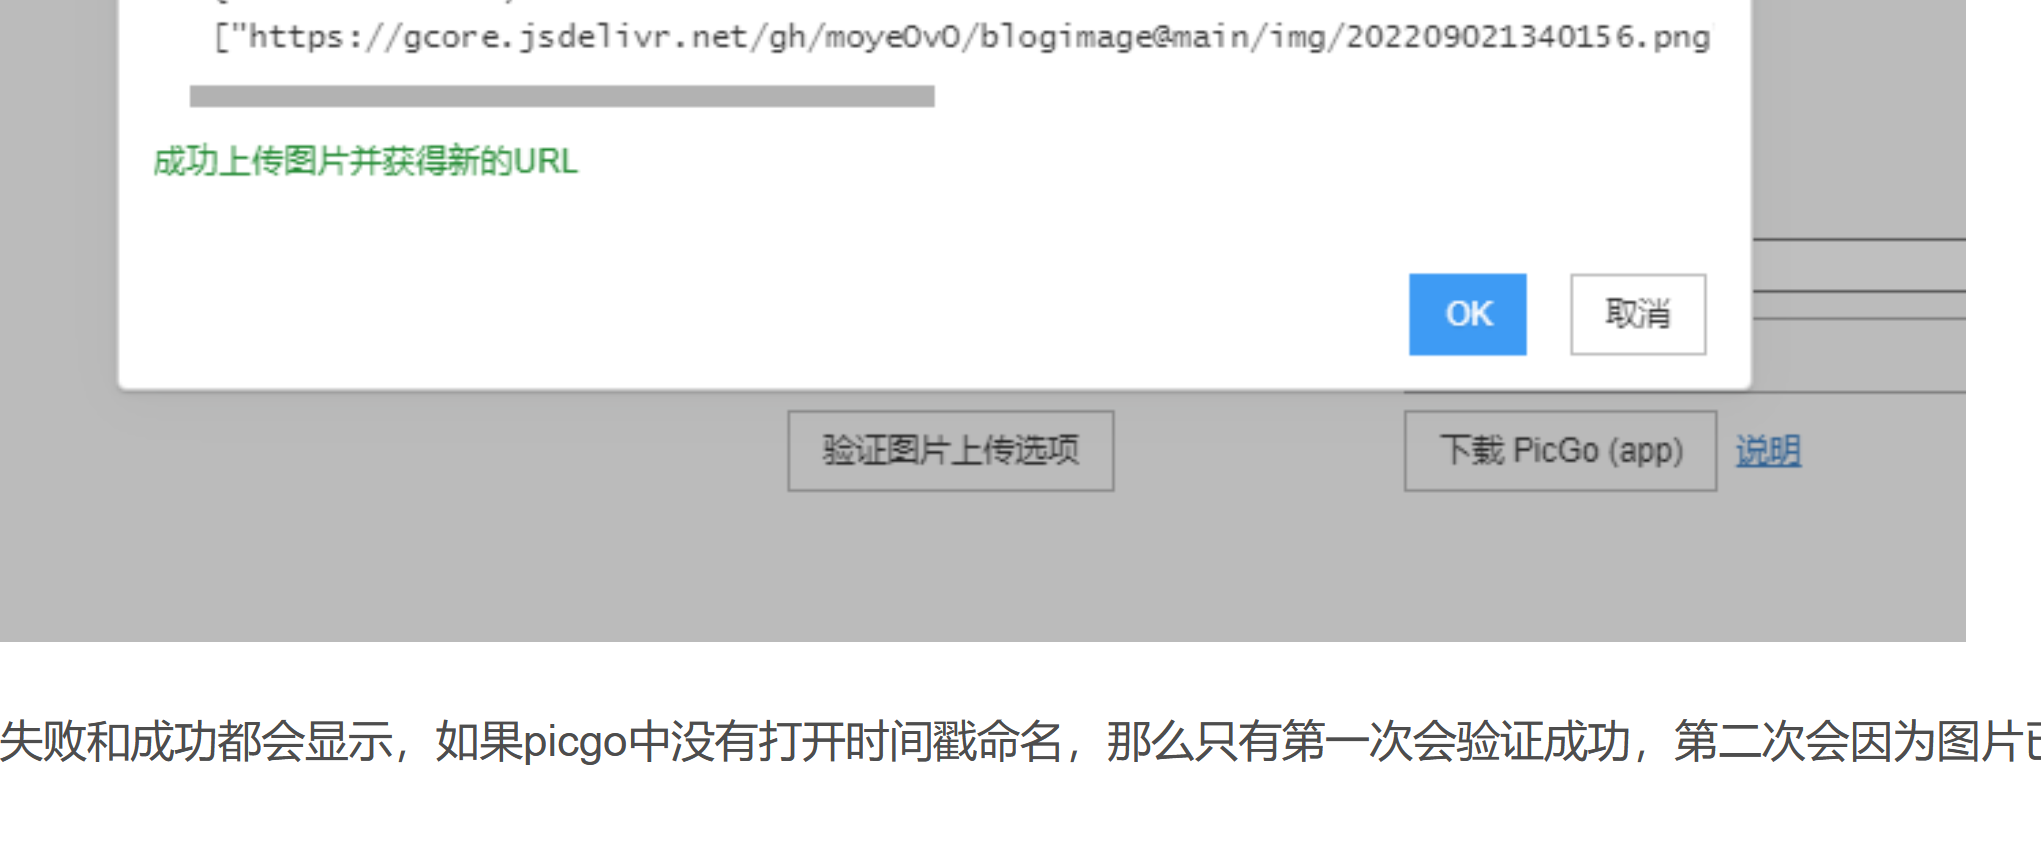 ["https://gcore.jsdelivr.net/gh/moyeOvO/blogimage@main/img/202209021340156.png
成功上传图片并获得新的URL
OK 取消
验证图片上传选项 下载 PicGo (app) 说明
失败和成功都会显示，如果picgo中没有打开时间戳命名，那么只有第一次会验证成功，第二次会因为图片